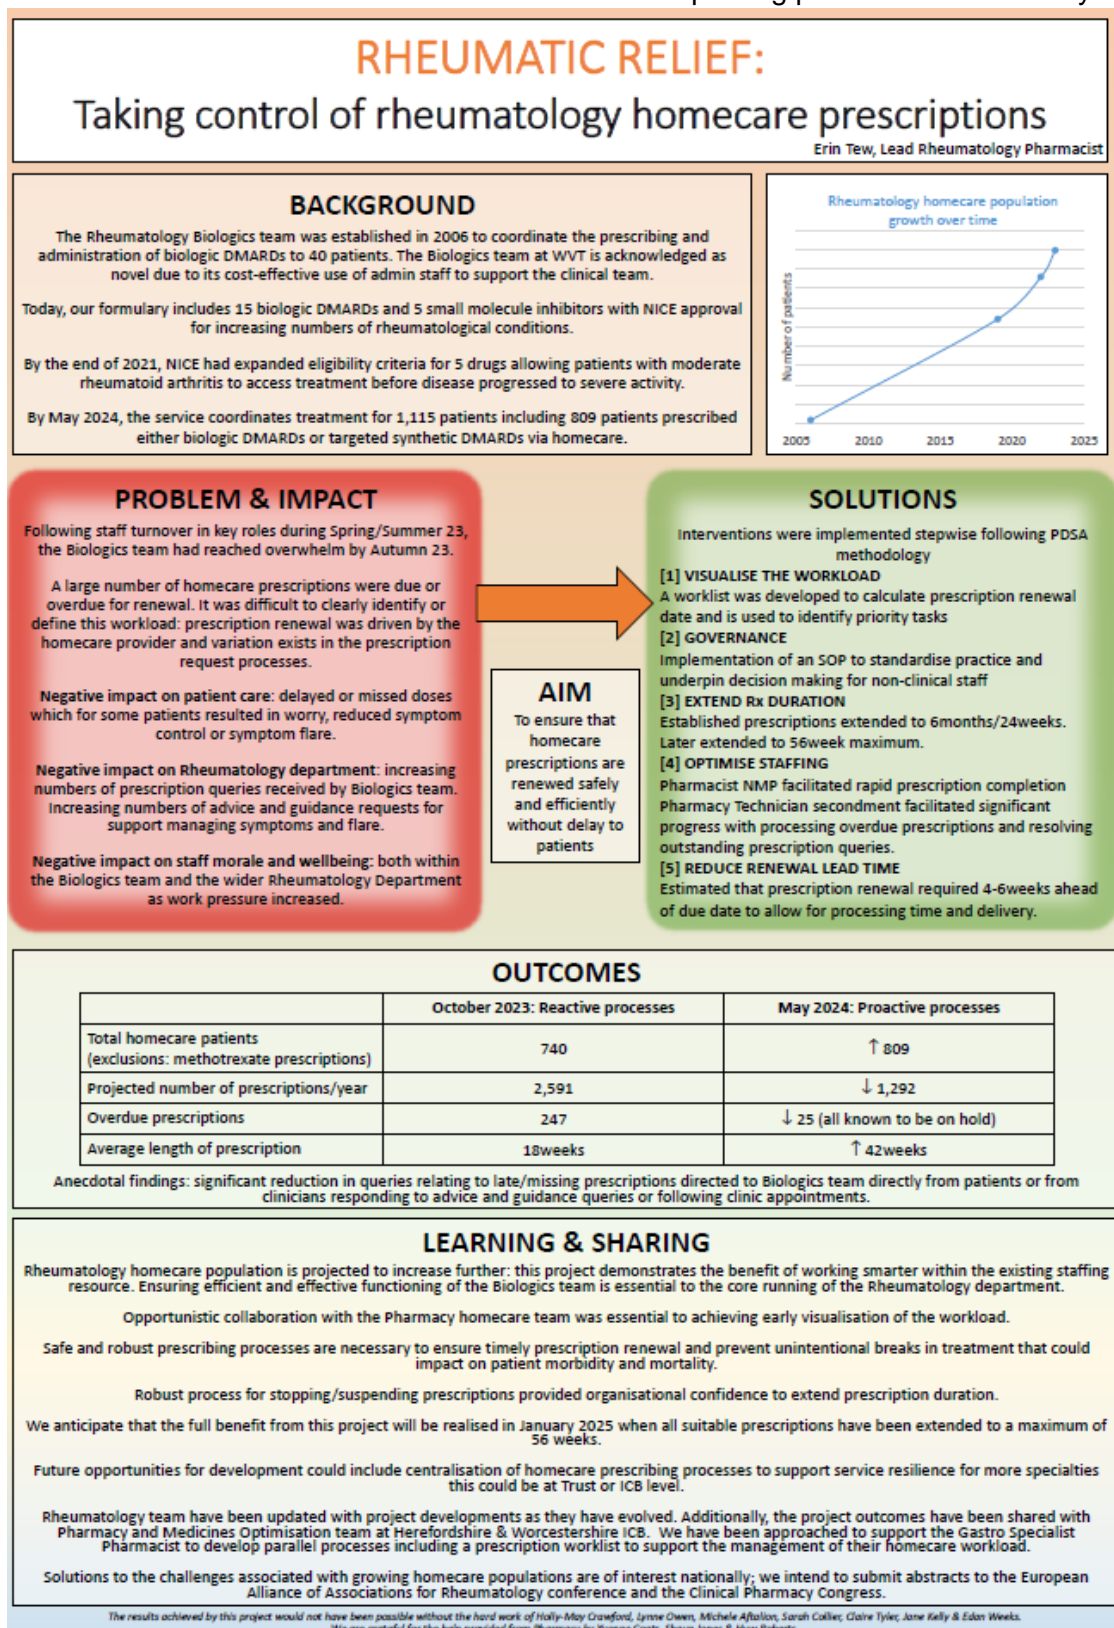 RHEUMATIC RELIEF:
Taking control of rheumatology homecare prescriptions
Erin Tew, Lead Rheumatology Pharmacist
BACKGROUND
The Rheumatology Biologics team was established in 2006 to coordinate the prescribing and
administration of biologic DMARDs to 40 patients. The Biologics team at WVT is acknowledged as
novel due to its cost-effective use of admin staff to support the clinical team.
Today, our formulary includes 15 biologic DMARDs and 5 small molecule inhibitors with NICE approval
for increasing numbers of rheumatological conditions.
By the end of 2021, NICE had expanded eligibility criteria for 5 drugs allowing patients with moderate
rheumatoid arthritis to access treatment before disease progressed to severe activity.
By May 2024, the service coordinates treatment for 1,115 patients including 809 patients prescribed
either biologic DMARDs or targeted synthetic DMARDs via homecare.
Rheumatology homecare population
growth over time
Number of patients
2005 2010 2015 2020 2025
PROBLEM & IMPACT
Following staff turnover in key roles during Spring/Summer 23,
the Biologics team had reached overwhelm by Autumn 23.
A large number of homecare prescriptions were due or
overdue for renewal. It was difficult to clearly identify or
define this workload: prescription renewal was driven by the
homecare provider and variation exists in the prescription
request processes.
Negative impact on patient care: delayed or missed doses
which for some patients resulted in worry, reduced symptom
control or symptom flare.
Negative impact on Rheumatology department: increasing
numbers of prescription queries received by Biologics team.
Increasing numbers of advice and guidance requests for
support managing symptoms and flare.
Negative impact on staff morale and wellbeing: both within
the Biologics team and the wider Rheumatology Department
as work pressure increased.
AIM
To ensure that
homecare
prescriptions are
renewed safely
and efficiently
without delay to
patients
SOLUTIONS
Interventions were implemented stepwise following PDSA
methodology
[1] VISUALISE THE WORKLOAD
A worklist was developed to calculate prescription renewal
date and is used to identify priority tasks
[2] GOVERNANCE
Implementation of an SOP to standardise practice and
underpin decision making for non-clinical staff
[3] EXTEND Rx DURATION
Established prescriptions extended to 6months/24weeks.
Later extended to 56week maximum.
[4] OPTIMISE STAFFING
Pharmacist NMP facilitated rapid prescription completion
Pharmacy Technician secondment facilitated significant
progress with processing overdue prescriptions and resolving
outstanding prescription queries.
[5] REDUCE RENEWAL LEAD TIME
Estimated that prescription renewal required 4-6weeks ahead
of due date to allow for processing time and delivery.
OUTCOMES
October 2023: Reactive processes May 2024: Proactive processes
Total homecare patients
(exclusions: methotrexate prescriptions) 740 ↑ 809
Projected number of prescriptions/year 2,591 ↓ 1,292
Overdue prescriptions 247 ↓ 25 (all known to be on hold)
Average length of prescription 18weeks ↑ 42weeks
Anecdotal findings: significant reduction in queries relating to late/missing prescriptions directed to Biologics team directly from patients or from
clinicians responding to advice and guidance queries or following clinic appointments.
LEARNING & SHARING
Rheumatology homecare population is projected to increase further: this project demonstrates the benefit of working smarter within the existing staffing
resource. Ensuring efficient and effective functioning of the Biologics team is essential to the core running of the Rheumatology department.
Opportunistic collaboration with the Pharmacy homecare team was essential to achieving early visualisation of the workload.
Safe and robust prescribing processes are necessary to ensure timely prescription renewal and prevent unintentional breaks in treatment that could
impact on patient morbidity and mortality.
Robust process for stopping/suspending prescriptions provided organisational confidence to extend prescription duration.
We anticipate that the full benefit from this project will be realised in January 2025 when all suitable prescriptions have been extended to a maximum of
56 weeks.
Future opportunities for development could include centralisation of homecare prescribing processes to support service resilience for more specialties
this could be at Trust or ICB level.
Rheumatology team have been updated with project developments as they have evolved. Additionally, the project outcomes have been shared with
Pharmacy and Medicines Optimisation team at Herefordshire & Worcestershire ICB. We have been approached to support the Gastro Specialist
Pharmacist to develop parallel processes including a prescription worklist to support the management of their homecare workload.
Solutions to the challenges associated with growing homecare populations are of interest nationally; we intend to submit abstracts to the European
Alliance of Associations for Rheumatology conference and the Clinical Pharmacy Congress.
The results achieved by this project would not have been possible without the hard work of Holly-May Crawford, Lynne Owen, Michele Aftalion, Sarah Collier, Claire Tyler, Jane Kelly & Edan Weeks.